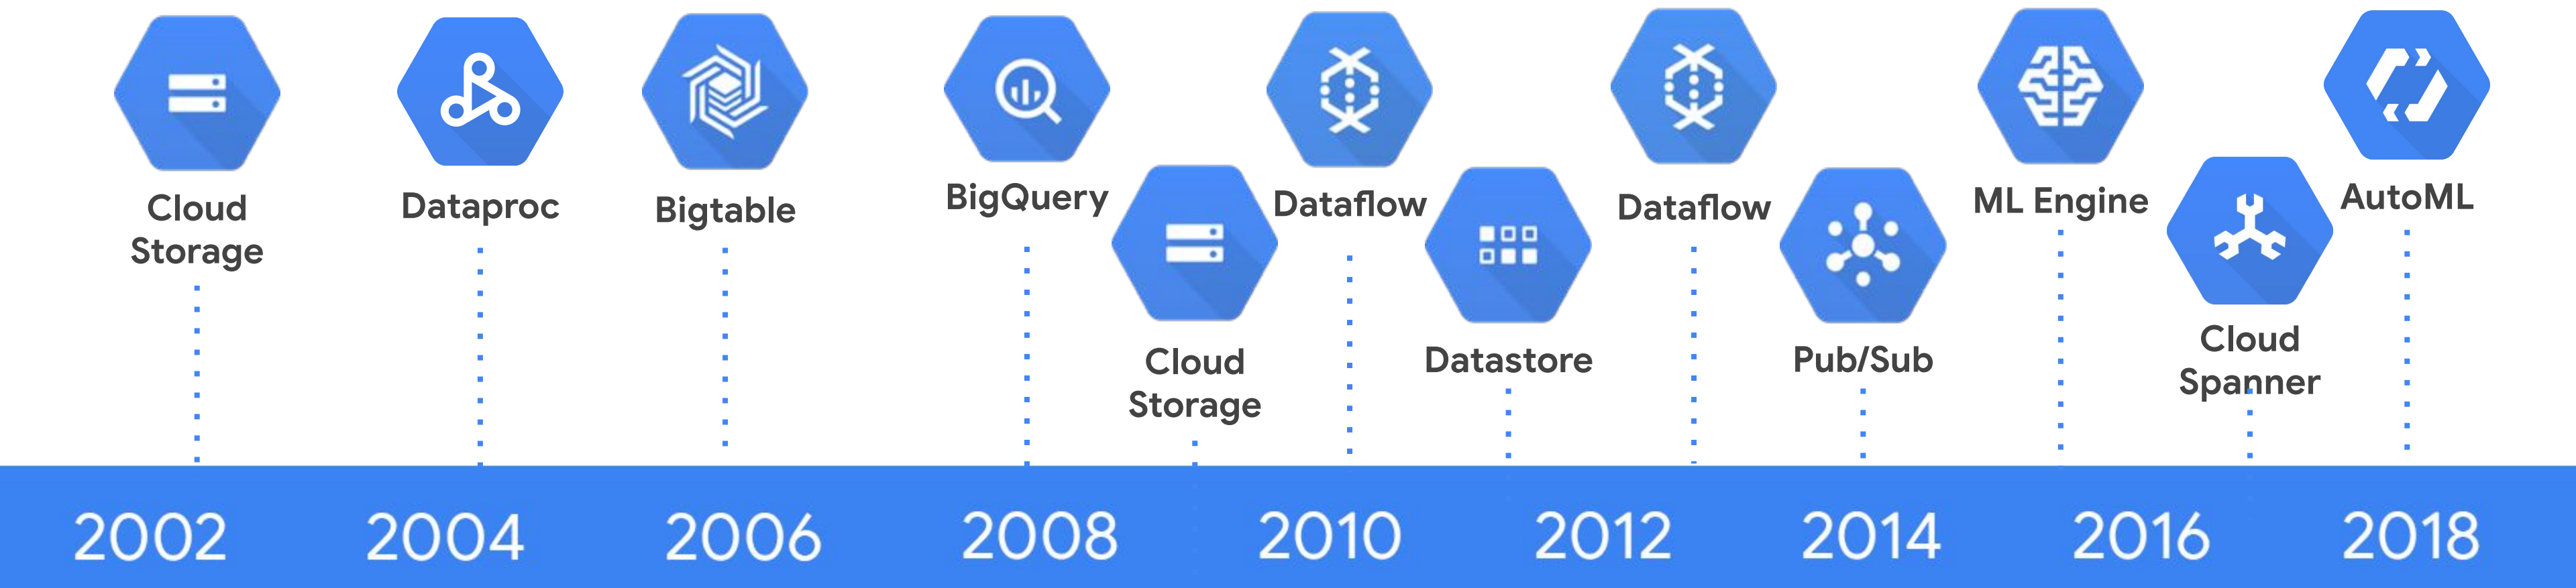 Cloud
Storage
Dataproc
Bigtable
BigQuery
Cloud
Storage
Dataflow
Datastore
Dataflow
Pub/Sub
ML Engine
Cloud
Spanner
AutoML
2002
2004
2006
2008
2010
2012
2014
2016
2018